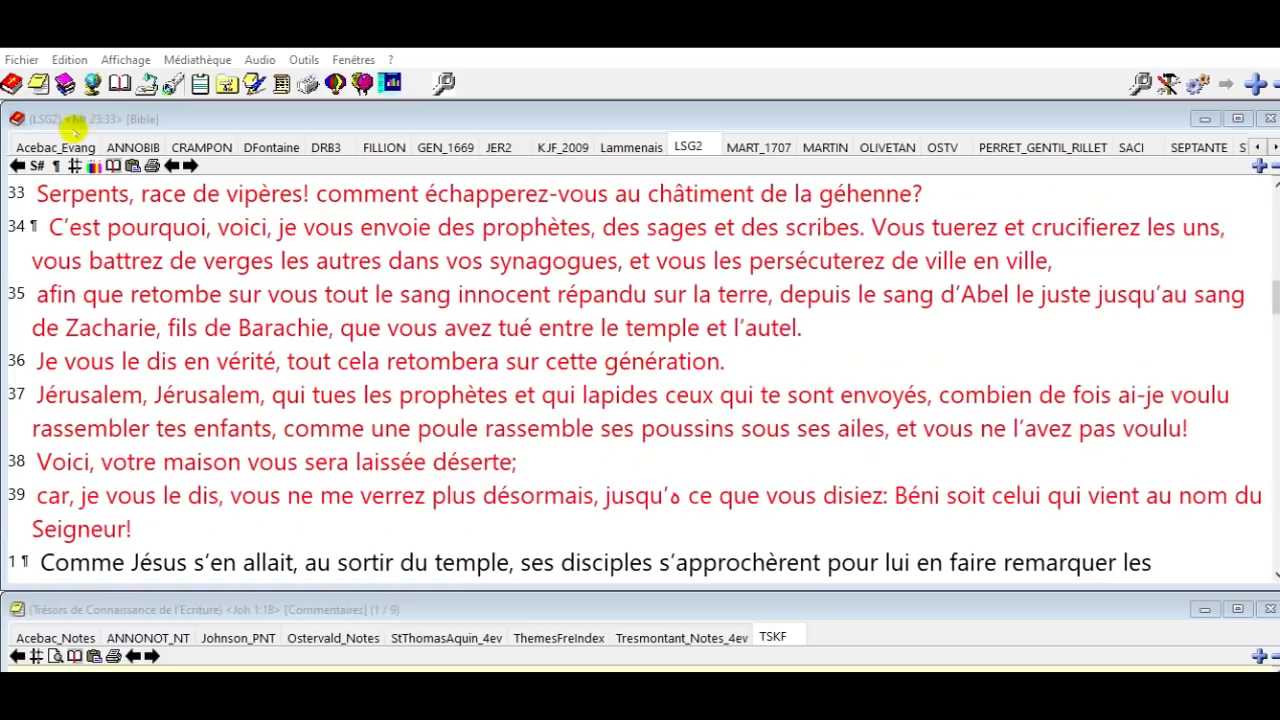 Fichier Edition Affichage Médiathèque Audio Outils Fenêtres ?
(LSG2) <Mt 23:33> [Bible]
Acebac_Evang ANNOBIB CRAMPON DFontaine DRB3 FILLION GEN_1669 JER2 KJF_2009 Lammenais LSG2 MART_1707 MARTIN OLIVETAN OSTV PERRET_GENTIL_RILLET SACI SEPTANTE S
S# ¶
33 Serpents, race de vipères! comment échapperez-vous au châtiment de la géhenne?
34 ¶ C’est pourquoi, voici, je vous envoie des prophètes, des sages et des scribes. Vous tuerez et crucifierez les uns,
vous battrez de verges les autres dans vos synagogues, et vous les persécuterez de ville en ville,
35 afin que retombe sur vous tout le sang innocent répandu sur la terre, depuis le sang d’Abel le juste jusqu’au sang
de Zacharie, fils de Barachie, que vous avez tué entre le temple et l’autel.
36 Je vous le dis en vérité, tout cela retombera sur cette génération.
37 Jérusalem, Jérusalem, qui tues les prophètes et qui lapides ceux qui te sont envoyés, combien de fois ai-je voulu
rassembler tes enfants, comme une poule rassemble ses poussins sous ses ailes, et vous ne l’avez pas voulu!
38 Voici, votre maison vous sera laissée déserte;
39 car, je vous le dis, vous ne me verrez plus désormais, jusqu’ه ce que vous disiez: Béni soit celui qui vient au nom du
Seigneur!
1 ¶ Comme Jésus s’en allait, au sortir du temple, ses disciples s’approchèrent pour lui en faire remarquer les
(Trésors de Connaissance de l'Ecriture) <Joh 1:18> [Commentaires] (1 / 9)
Acebac_Notes ANNONOT_NT Johnson_PNT Ostervald_Notes StThomasAquin_4ev ThemesFreIndex Tresmontant_Notes_4ev TSKF